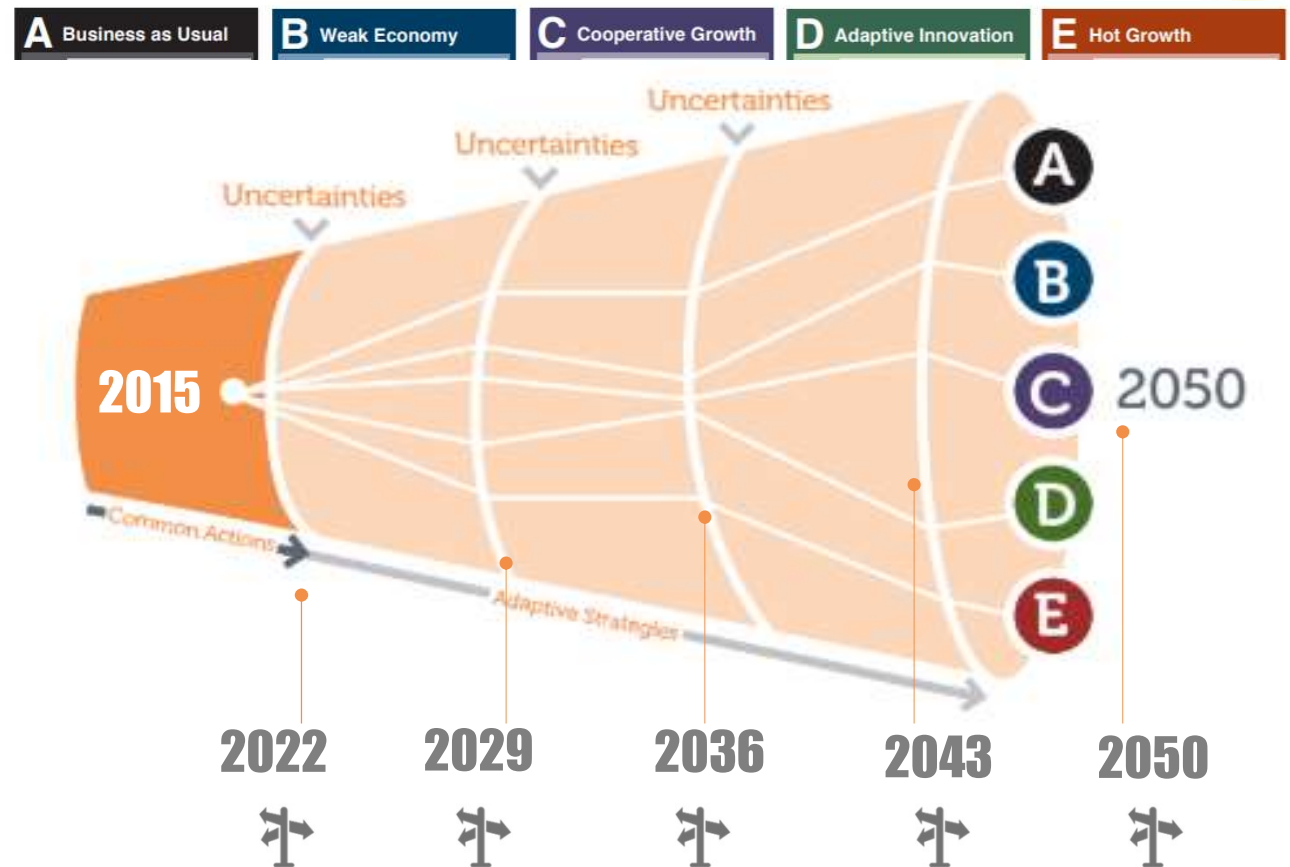 A Business as Usual
B Weak Economy
C Cooperative Growth
D Adaptive Innovation
E Hot Growth
Uncertainties
Uncertainties
Uncertainties
A
B
2015
C 2050
D
Common Actions
Adaptive Strategies
E
2022
2029
2036
2043
2050